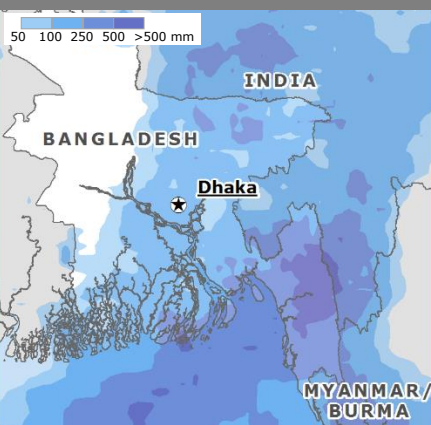 50 100 250 500 >500 mm
INDIA
BANGLADESH
Dhaka
MYANMAR/
BURMA